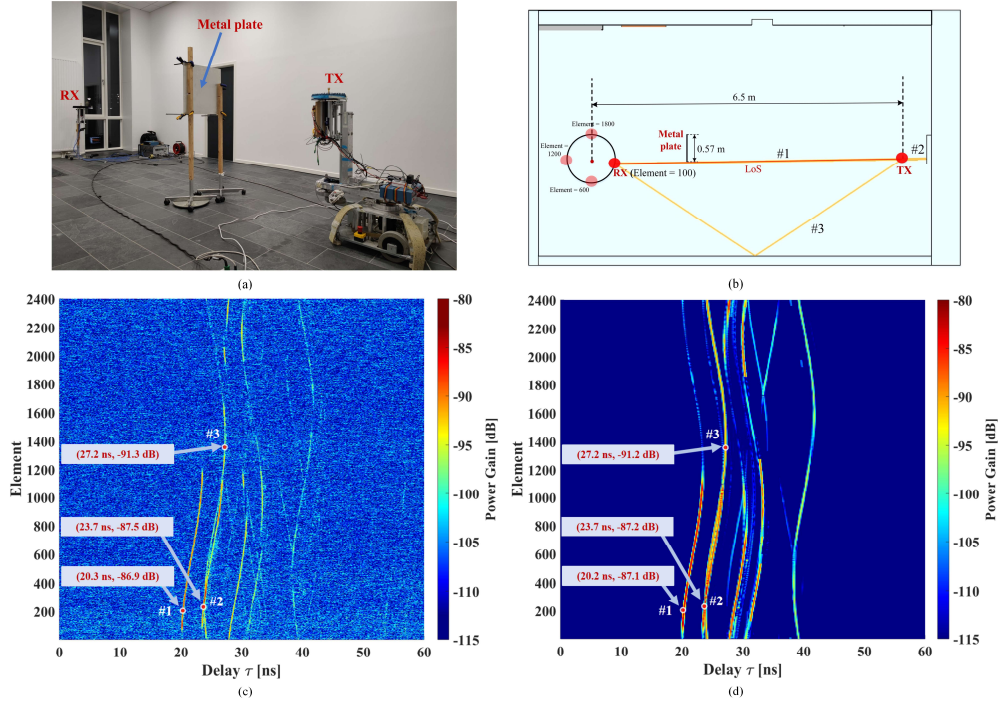 Metal plate
RX
TX
(a)
6.5 m
Element = 1800
Element =
1200
Metal
plate
0.57 m
#1
#2
RX (Element = 100)
LoS
TX
Element = 600
#3
(b)
2400
2200
2000
1800
1600
1400
1200
1000
800
600
400
200
Element
#3
(27.2 ns, -91.3 dB)
(23.7 ns, -87.5 dB)
(20.3 ns, -86.9 dB)
#1
#2
0
10
20
30
40
50
60
Delay τ [ns]
-80
-85
-90
-95
-100
-105
-110
-115
Power Gain [dB]
(c)
2400
2200
2000
1800
1600
1400
1200
1000
800
600
400
200
Element
#3
(27.2 ns, -91.2 dB)
(23.7 ns, -87.2 dB)
(20.2 ns, -87.1 dB)
#1
#2
0
10
20
30
40
50
60
Delay τ [ns]
-80
-85
-90
-95
-100
-105
-110
-115
Power Gain [dB]
(d)